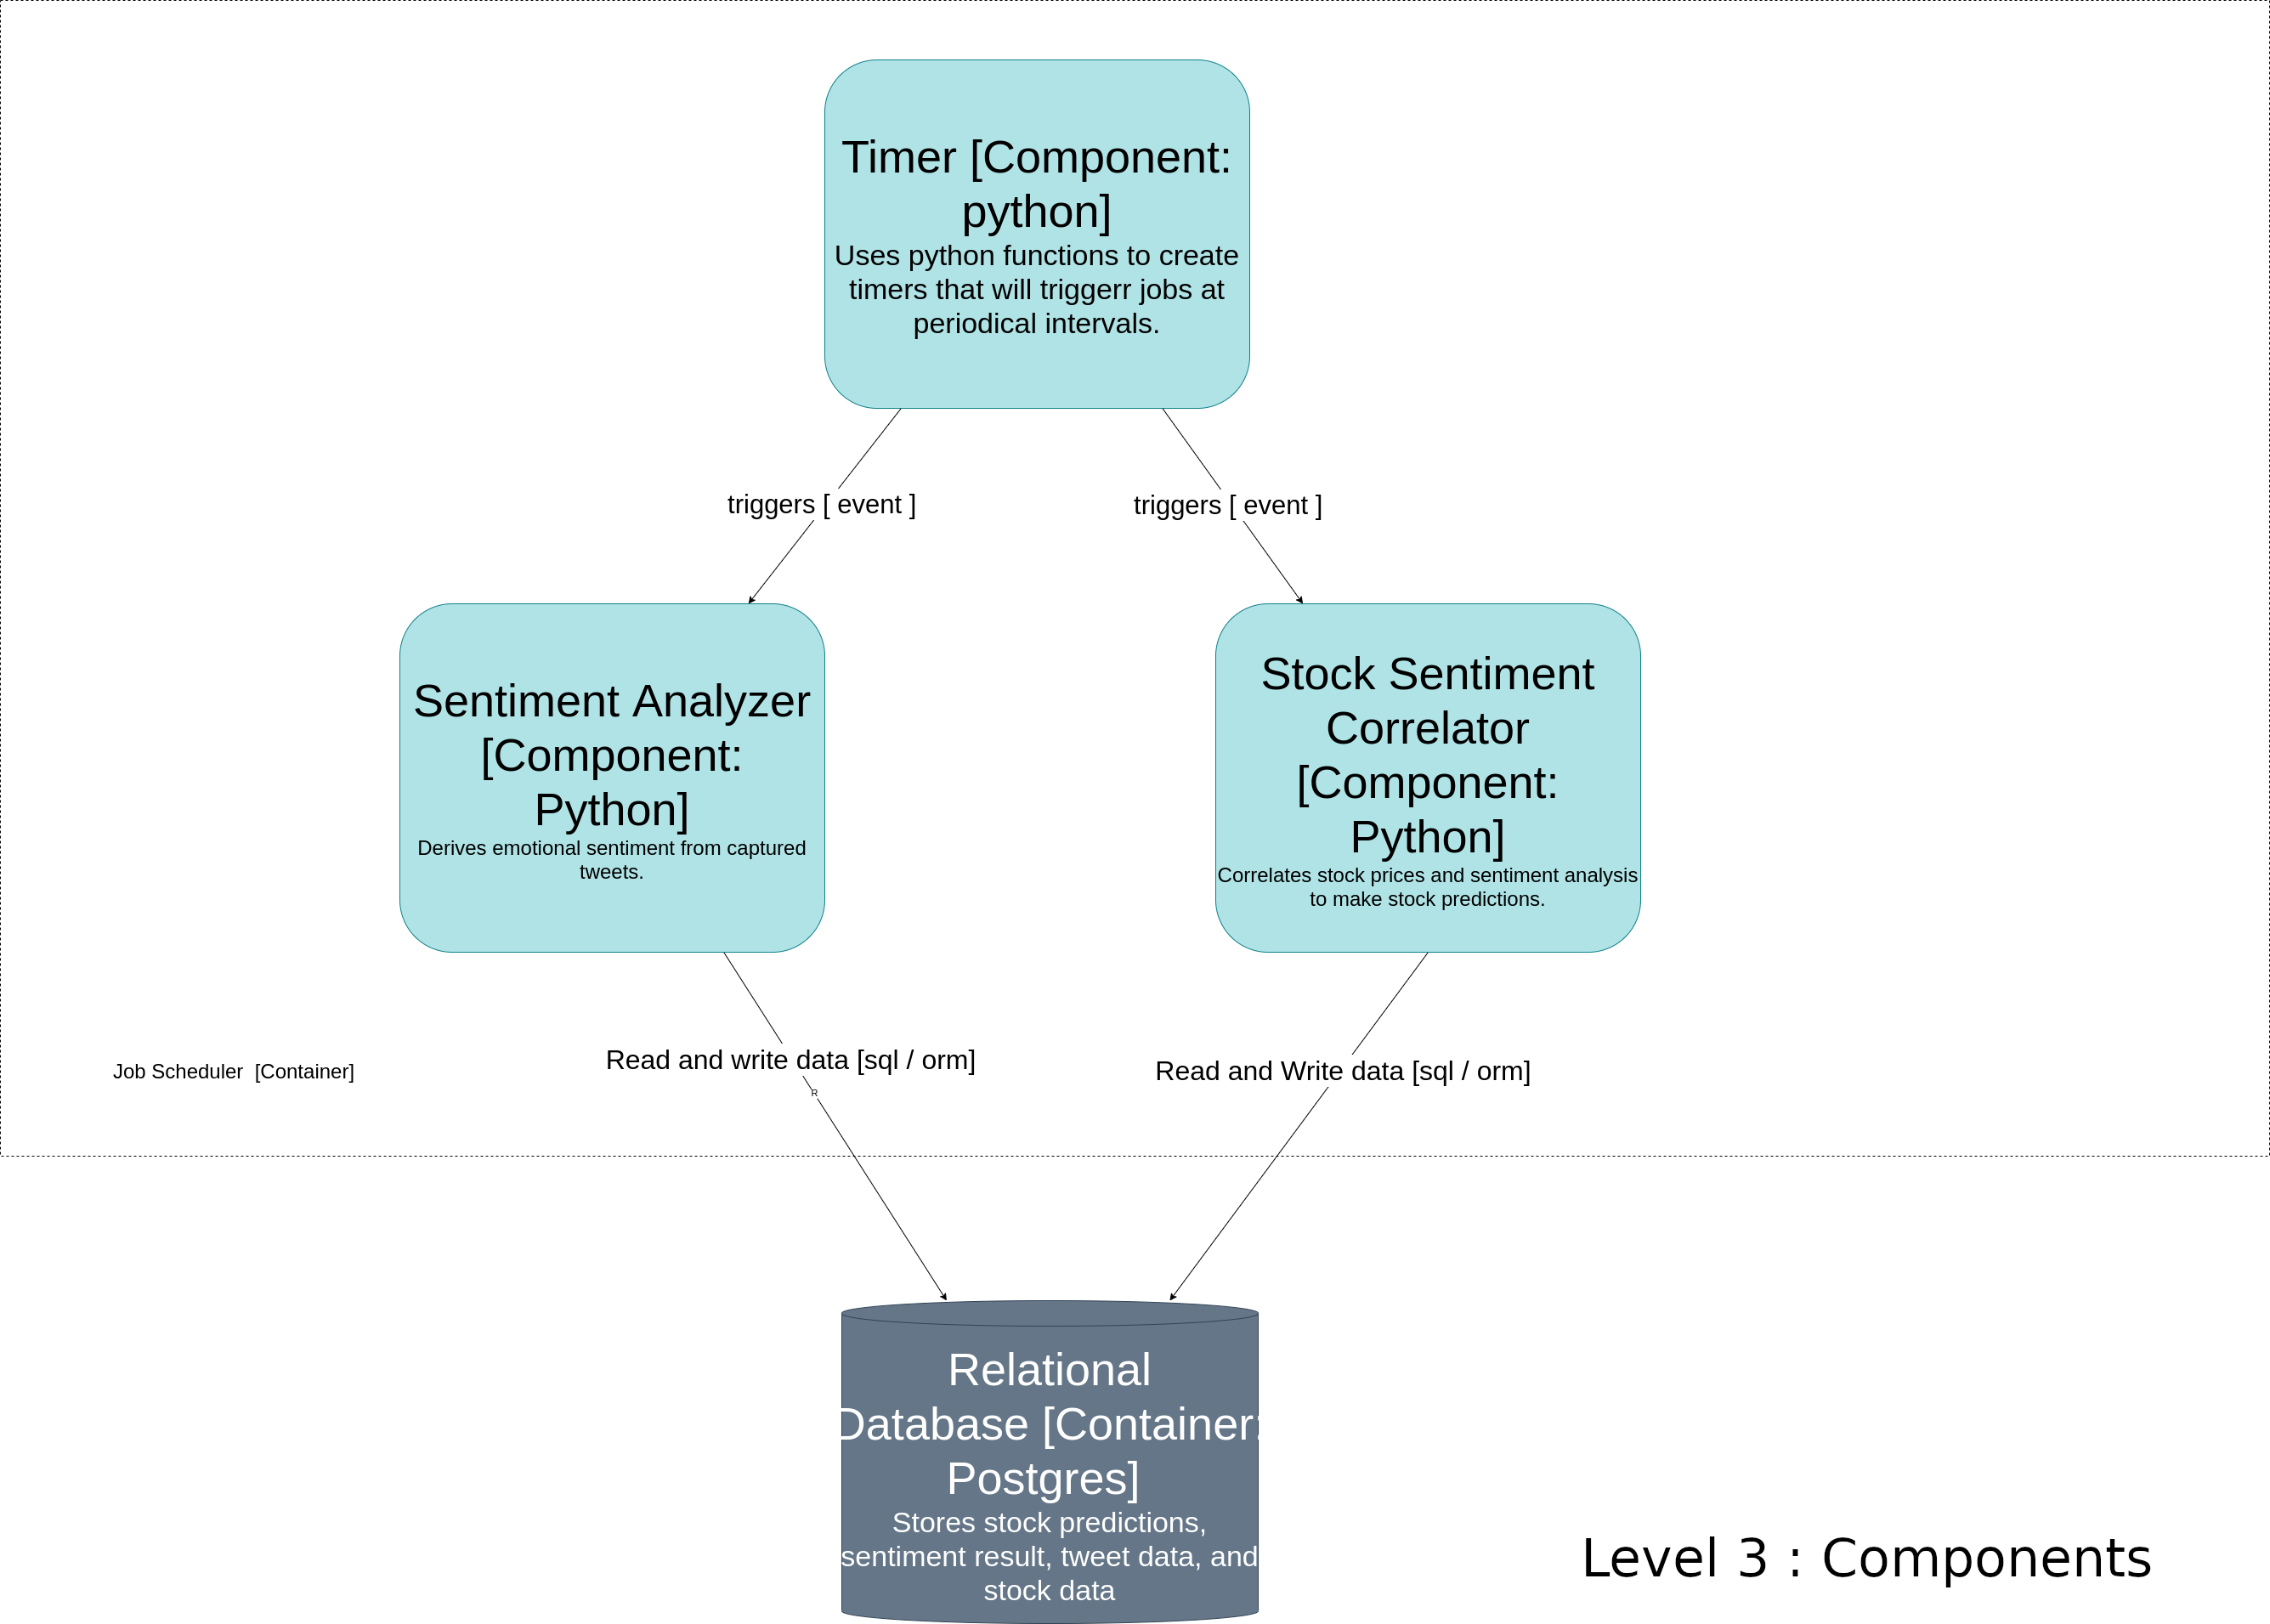 Timer [Component:
python]
Uses python functions to create
timers that will triggerr jobs at
periodical intervals.
triggers [ event ]
triggers [ event ]
Sentiment Analyzer
[Component:
Python]
Derives emotional sentiment from captured
tweets.
Stock Sentiment
Correlator
[Component:
Python]
Correlates stock prices and sentiment analysis
to make stock predictions.
Job Scheduler  [Container]
Read and write data [sql / orm]
R
Read and Write data [sql / orm]
Relational
Database [Container:
Postgres]
Stores stock predictions,
sentiment result, tweet data, and
stock data
Level 3 : Components